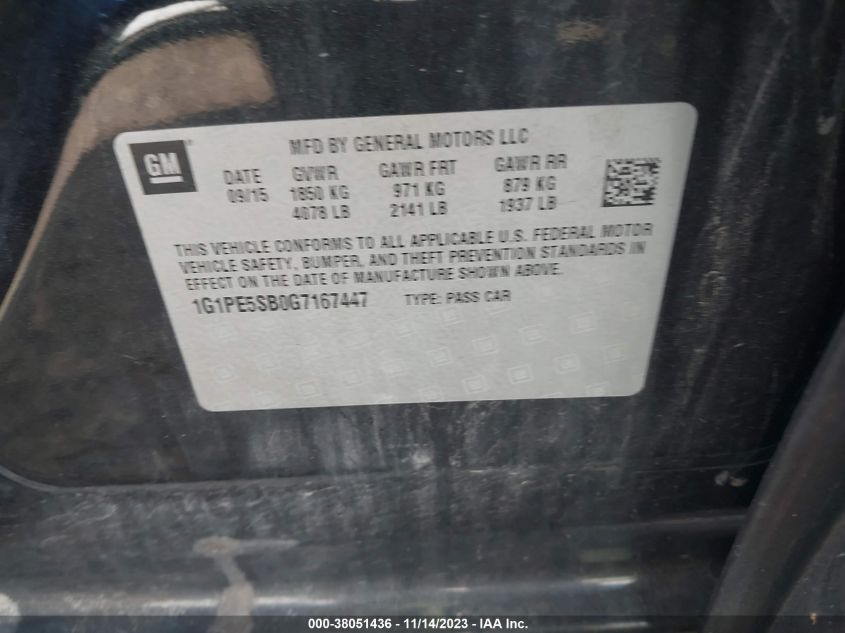 GM
MFD BY GENERAL MOTORS LLC
DATE GVWR GAWR FRT GAWR RR
09/15 1850 KG 971 KG 879 KG
4078 LB 2141 LB 1937 LB
THIS VEHICLE CONFORMS TO ALL APPLICABLE U.S. FEDERAL MOTOR
VEHICLE SAFETY, BUMPER, AND THEFT PREVENTION STANDARDS IN
EFFECT ON THE DATE OF MANUFACTURE SHOWN ABOVE.
1G1PE5SB0G7167447 TYPE: PASS CAR
000-38051436 - 11/14/2023 - IAA Inc.